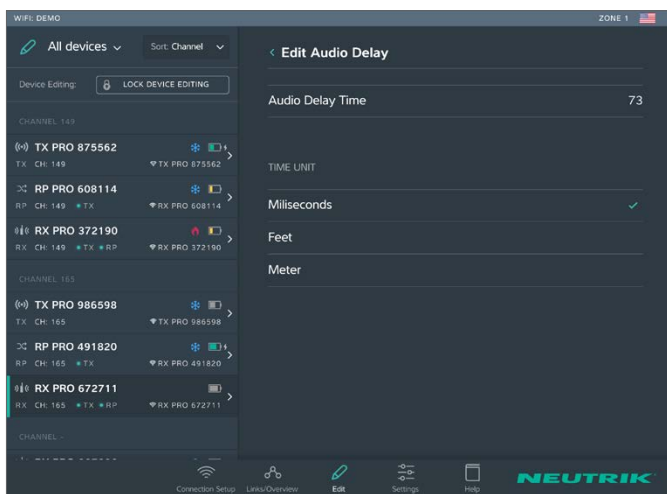 WIFI: DEMO
ZONE 1
All devices
Sort: Channel
Device Editing:
LOCK DEVICE EDITING
CHANNEL 149
TX PRO 875562
TX CH: 149 TX PRO 875562
RP PRO 608114
RP CH: 149 TX RX PRO 608114
RX PRO 372190
RX CH: 149 TX RP RX PRO 372190
CHANNEL 165
TX PRO 986598
TX CH: 165 TX PRO 986598
RP PRO 491820
RP CH: 165 TX RX PRO 491820
RX PRO 672711
RX CH: 165 TX RP RX PRO 672711
CHANNEL -
Edit Audio Delay
Audio Delay Time 73
TIME UNIT
Miliseconds
Feet
Meter
Connection Setup
Links/Overview
Edit
Settings
Help
NEUTRIK